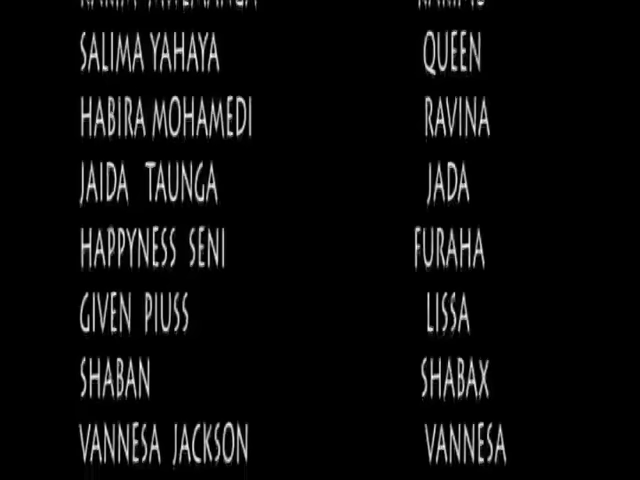 SALIMA YAHAYA QUEEN
HABIRA MOHAMEDI RAVINA
JAIDA TAUNGA JADA
HAPPYNESS SENI FURAHA
GIVEN PIUSS LISSA
SHABAN SHABAX
VANNESA JACKSON VANNESA